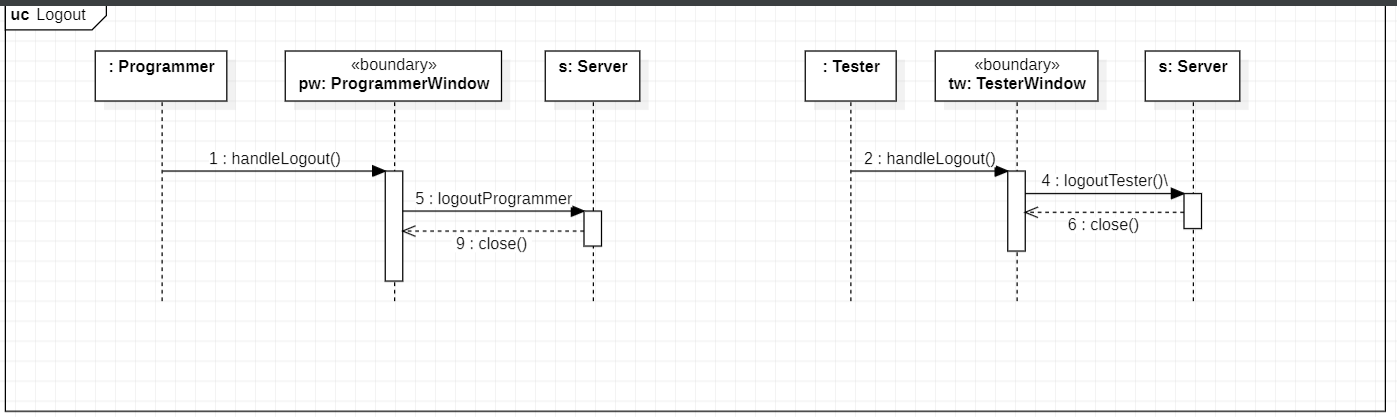 uc Logout
: Programmer
«boundary»
pw: ProgrammerWindow
s: Server
1 : handleLogout()
5 : logoutProgrammer
9 : close()
: Tester
«boundary»
tw: TesterWindow
s: Server
2 : handleLogout()
4 : logoutTester()\
6 : close()